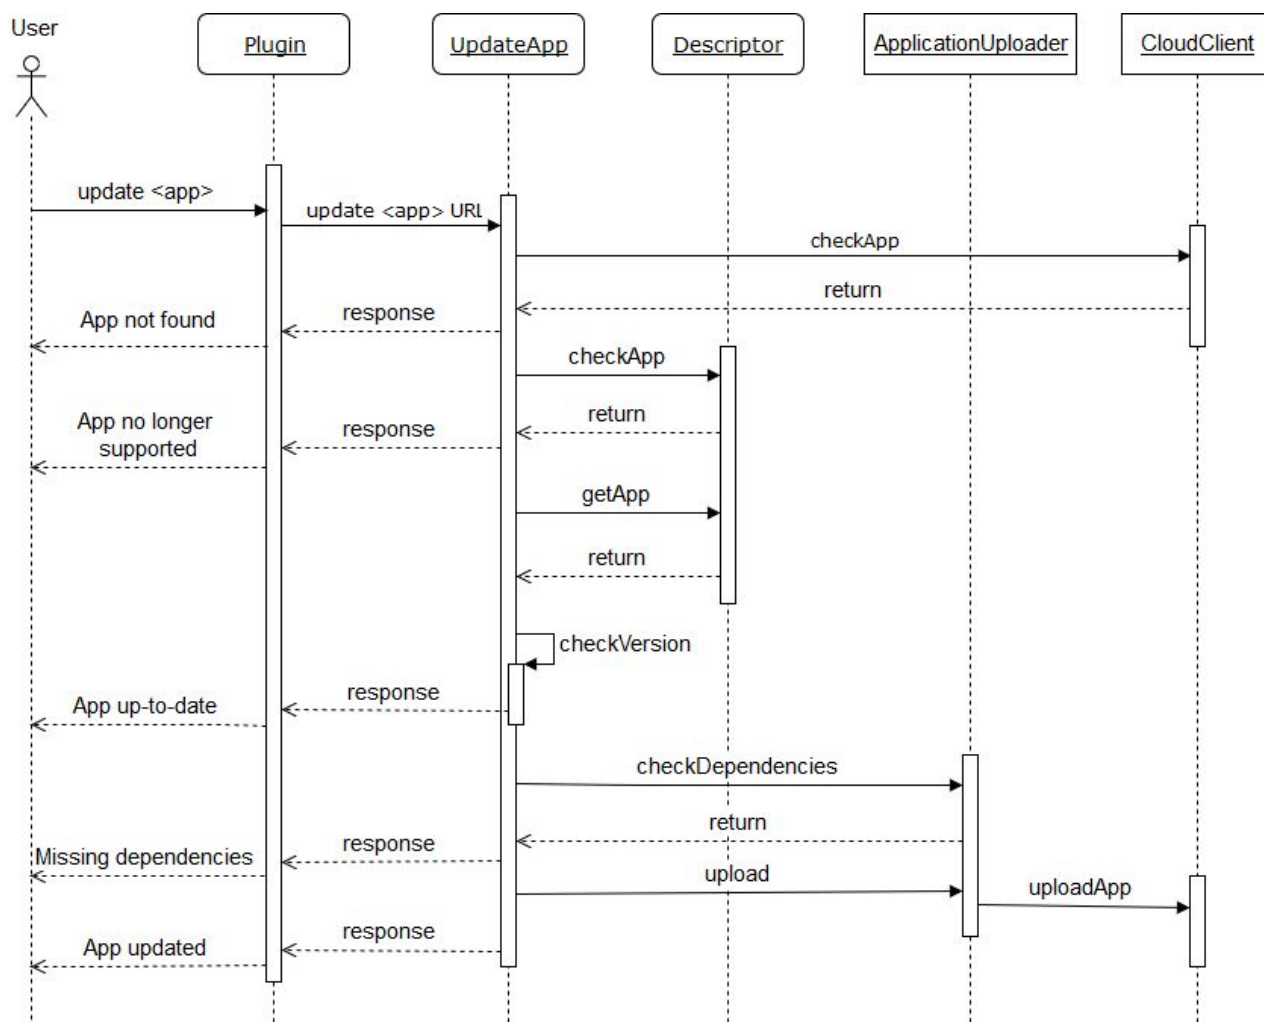 User
Plugin
UpdateApp
Descriptor
ApplicationUploader
CloudClient
update <app>
update <app> URL
checkApp
return
response
App not found
checkApp
return
response
App no longer
supported
getApp
return
checkVersion
response
App up-to-date
checkDependencies
return
response
Missing dependencies
upload
uploadApp
response
App updated